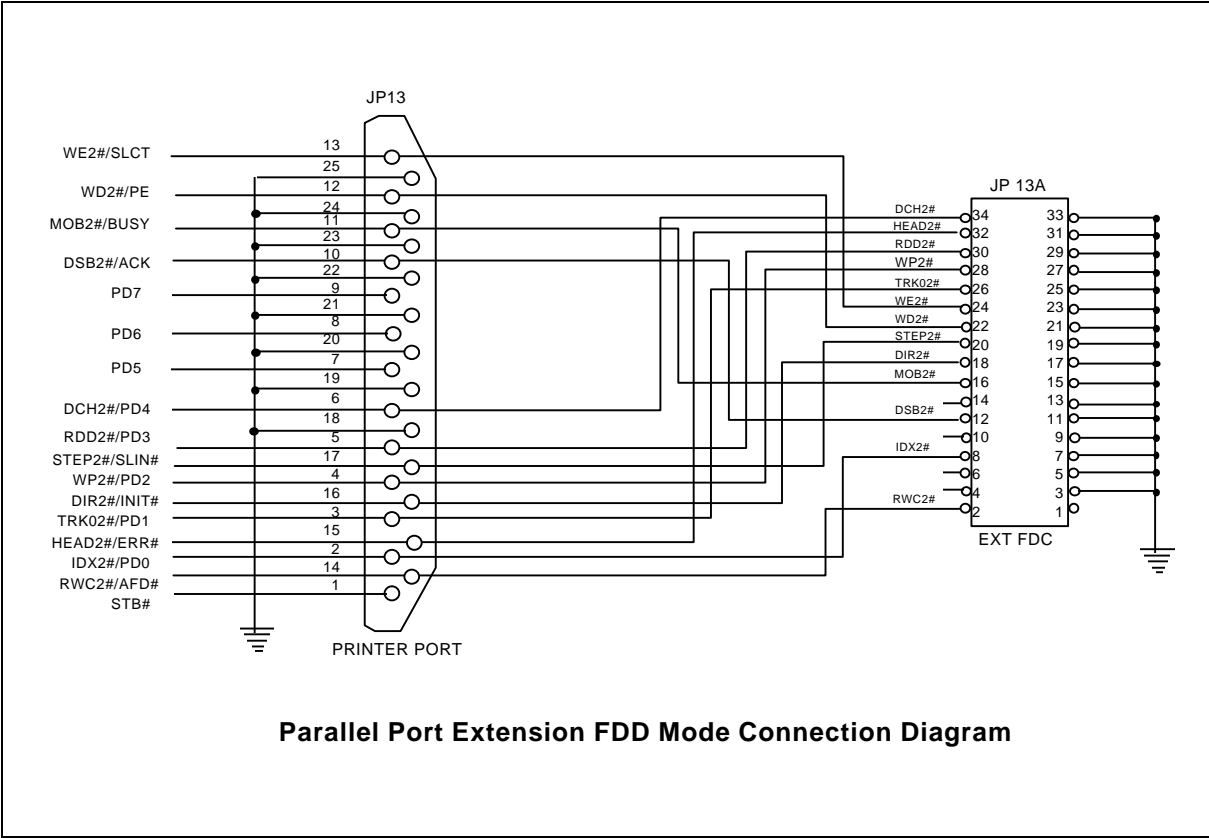 JP13
WE2#/SLCT
WD2#/PE
MOB2#/BUSY
DSB2#/ACK
PD7
PD6
PD5
DCH2#/PD4
RDD2#/PD3
STEP2#/SLIN#
WP2#/PD2
DIR2#/INIT#
TRK02#/PD1
HEAD2#/ERR#
IDX2#/PD0
RWC2#/AFD#
STB#
13
25
12
24
11
23
10
22
9
21
8
20
7
19
6
18
5
17
4
16
3
15
2
14
1
PRINTER PORT
JP 13A
DCH2#
HEAD2#
RDD2#
WP2#
TRK02#
WE2#
WD2#
STEP2#
DIR2#
MOB2#
DSB2#
IDX2#
RWC2#
34 33
32 31
30 29
28 27
26 25
24 23
22 21
20 19
18 17
16 15
14 13
12 11
10 9
8 7
6 5
4 3
2 1
EXT FDC
Parallel Port Extension FDD Mode Connection Diagram